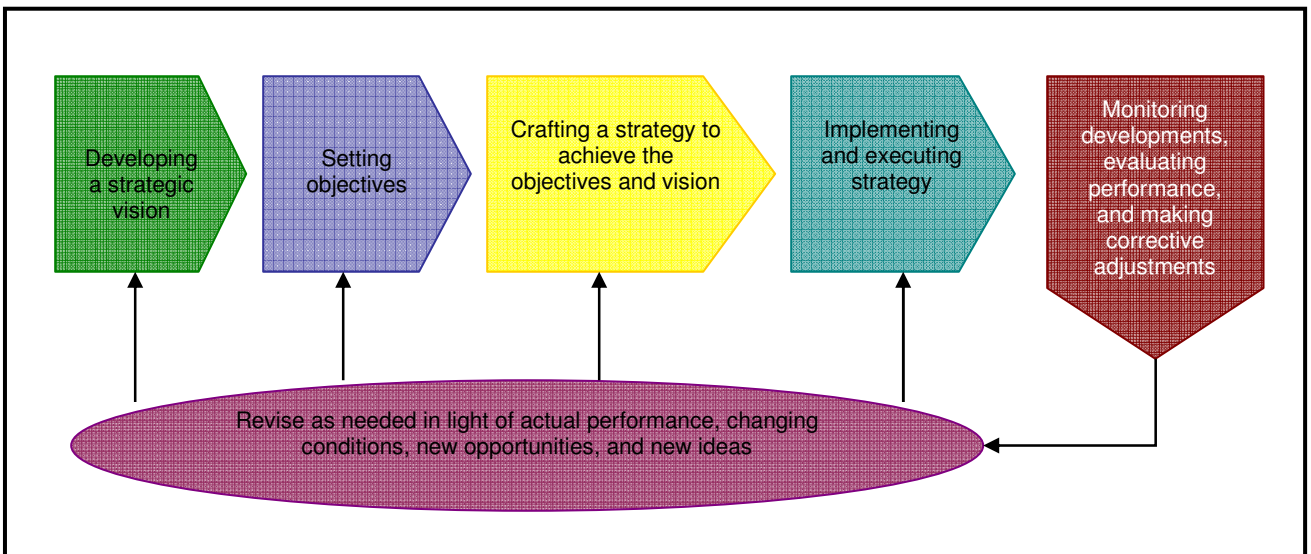 Developing
a strategic
vision
Setting
objectives
Crafting a strategy to
achieve the
objectives and vision
Implementing
and executing
strategy
Monitoring
developments,
evaluating
performance,
and making
corrective
adjustments
Revise as needed in light of actual performance, changing
conditions, new opportunities, and new ideas